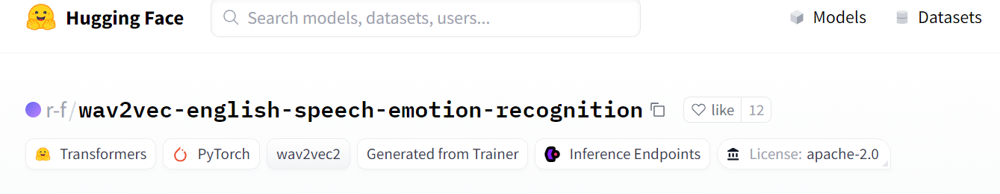 Hugging Face Search models, datasets, users... Models Datasets
r-f/wav2vec-english-speech-emotion-recognition like 12
Transformers PyTorch wav2vec2 Generated from Trainer Inference Endpoints License: apache-2.0